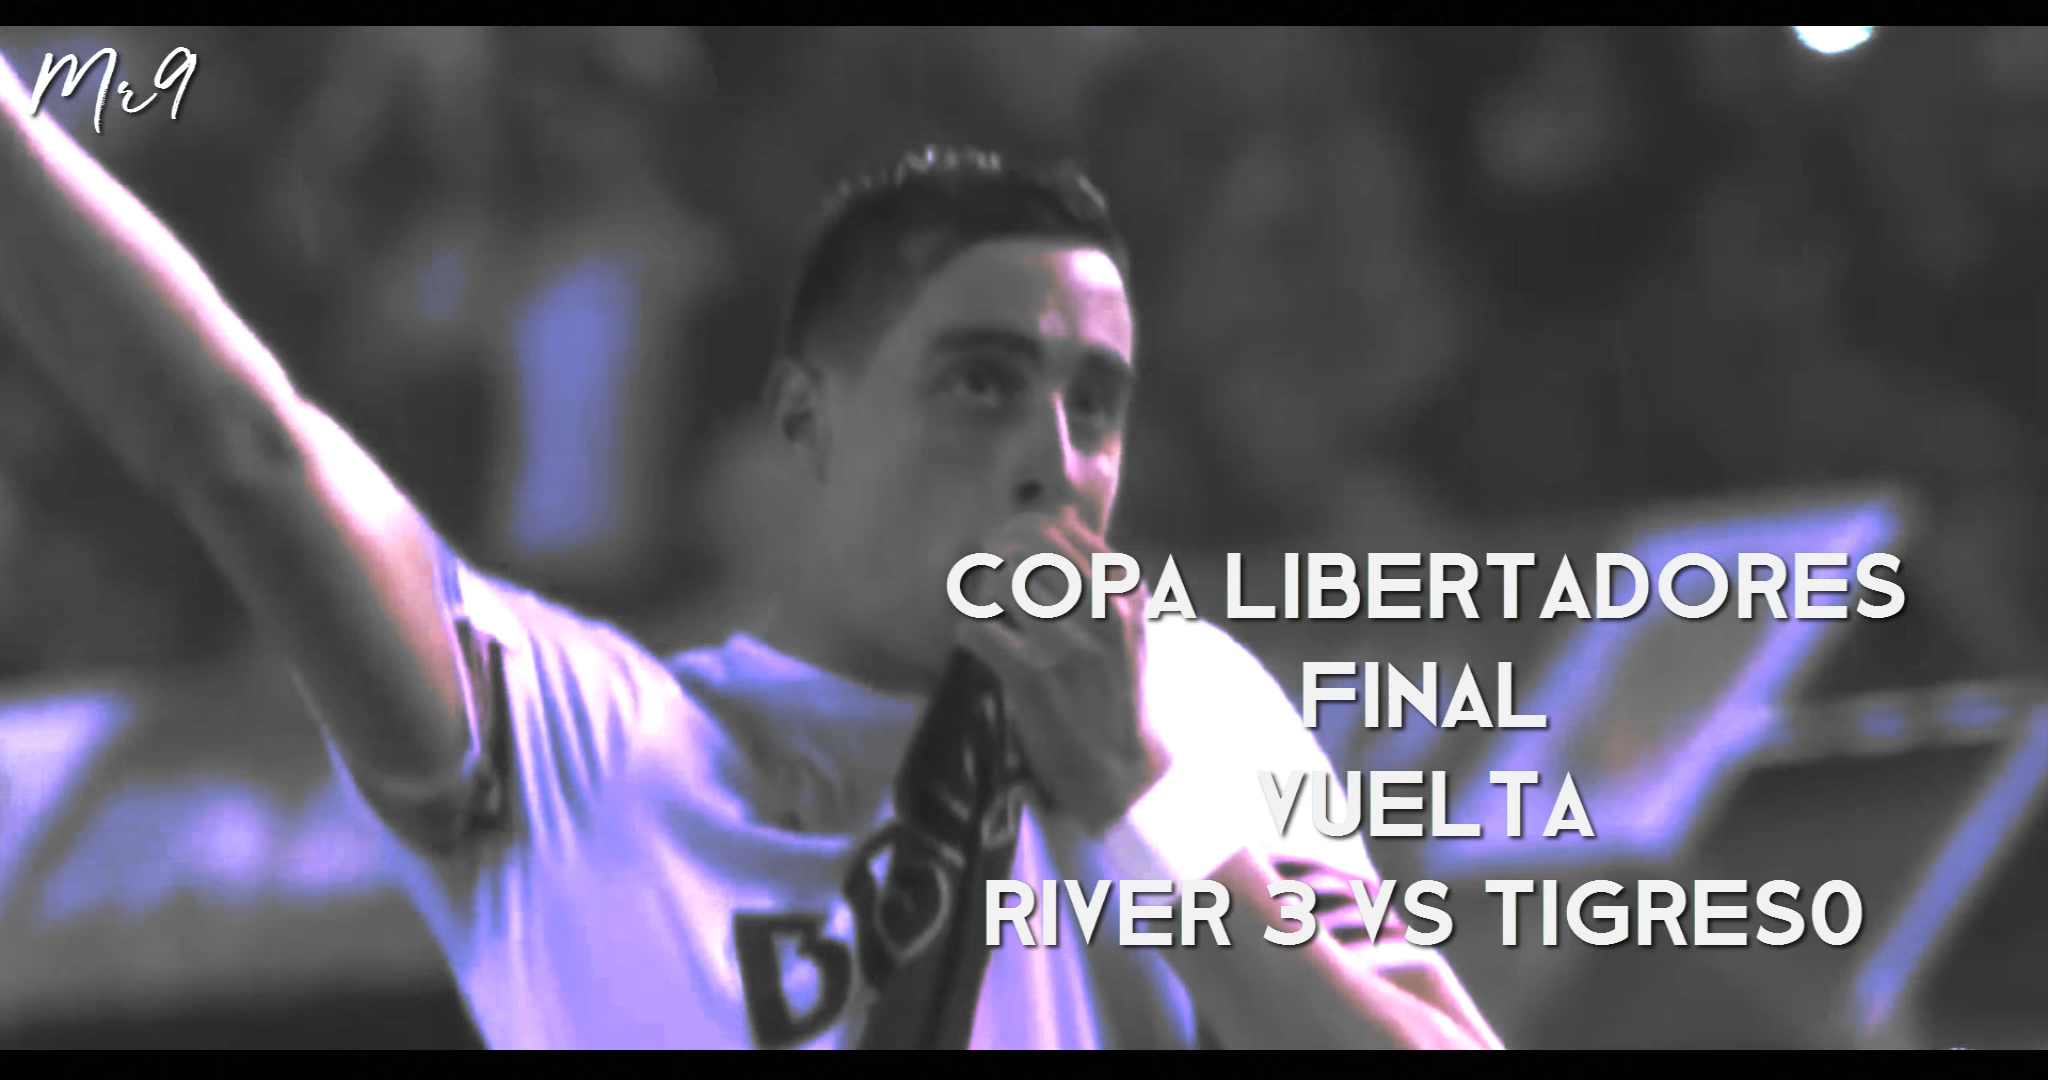 Mr9
COPA LIBERTADORES
FINAL
VUELTA
RIVER 3 VS TIGRES0